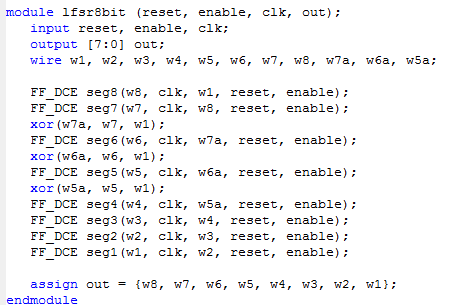 module lfsr8bit (reset, enable, clk, out);
input reset, enable, clk;
output [7:0] out;
wire w1, w2, w3, w4, w5, w6, w7, w8, w7a, w6a, w5a;
FF_DCE seg8(w8, clk, w1, reset, enable);
FF_DCE seg7(w7, clk, w8, reset, enable);
xor(w7a, w7, w1);
FF_DCE seg6(w6, clk, w7a, reset, enable);
xor(w6a, w6, w1);
FF_DCE seg5(w5, clk, w6a, reset, enable);
xor(w5a, w5, w1);
FF_DCE seg4(w4, clk, w5a, reset, enable);
FF_DCE seg3(w3, clk, w4, reset, enable);
FF_DCE seg2(w2, clk, w3, reset, enable);
FF_DCE seg1(w1, clk, w2, reset, enable);
assign out = {w8, w7, w6, w5, w4, w3, w2, w1};
endmodule